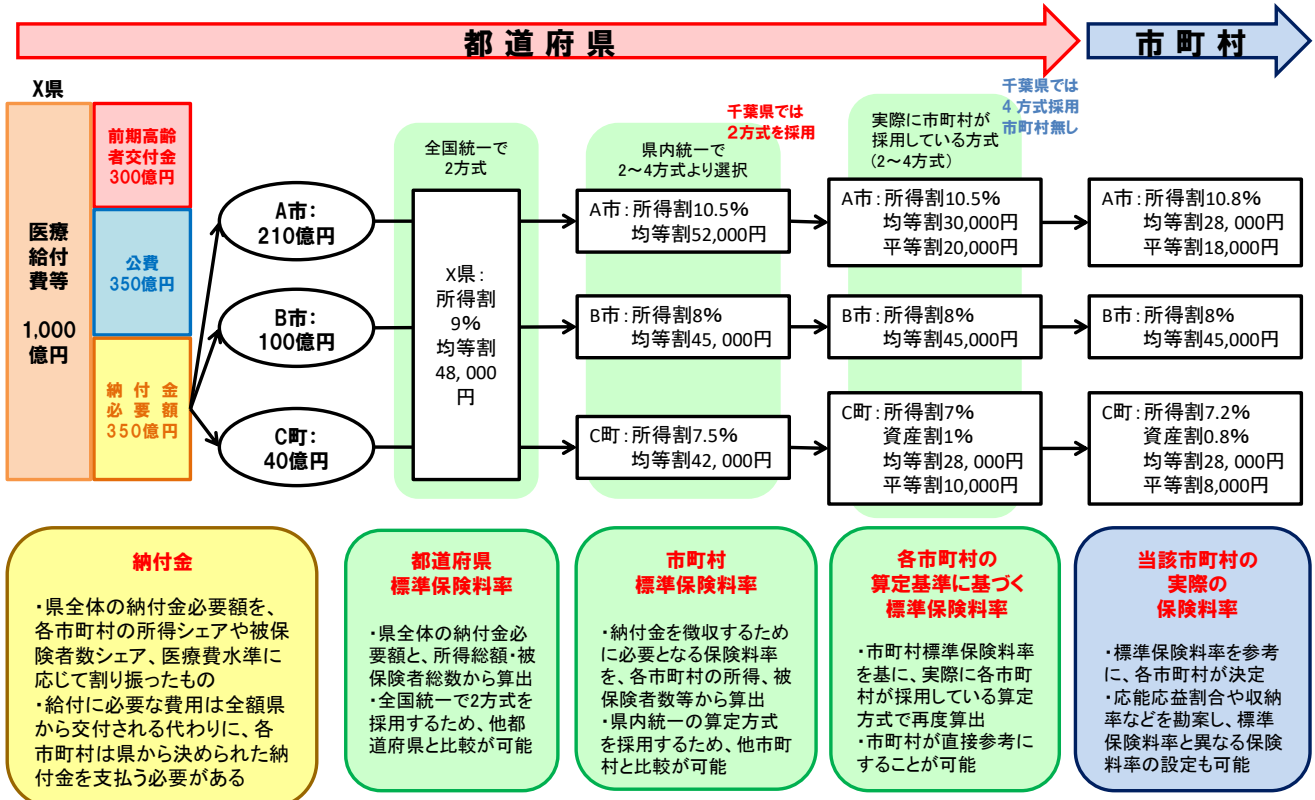 都道府県
市町村
X県
医療
給付
費等
1,000
億円
前期高齢
者交付金
300億円
公費
350億円
納付金
必要額
350億円
A市:
210億円
B市:
100億円
C町:
40億円
全国統一で
2方式
X県:
所得割
9%
均等割
48,000
円
千葉県では
2方式を採用
県内統一で
2~4方式より選択
A市:所得割10.5%
均等割52,000円
B市:所得割8%
均等割45,000円
C町:所得割7.5%
均等割42,000円
千葉県では
4方式採用
市町村無し
実際に市町村が
採用している方式
(2~4方式)
A市:所得割10.5%
均等割30,000円
平等割20,000円
B市:所得割8%
均等割45,000円
C町:所得割7%
資産割1%
均等割28,000円
平等割10,000円
A市:所得割10.8%
均等割28,000円
平等割18,000円
B市:所得割8%
均等割45,000円
C町:所得割7.2%
資産割0.8%
均等割28,000円
平等割8,000円
納付金
・県全体の納付金必要額を、
各市町村の所得シェアや被保
険者数シェア、医療費水準に
応じて割り振ったもの
・給付に必要な費用は全額県
から交付される代わりに、各
市町村は県から決められた納
付金を支払う必要がある
都道府県
標準保険料率
・県全体の納付金必
要額と、所得総額・被
保険者総数から算出
・全国統一で2方式を
採用するため、他都
道府県と比較が可能
市町村
標準保険料率
・納付金を徴収するため
に必要となる保険料率
を、各市町村の所得、被
保険者数等から算出
・県内統一の算定方式
を採用するため、他市町
村と比較が可能
各市町村の
算定基準に基づく
標準保険料率
・市町村標準保険料率
を基に、実際に各市町
村が採用している算定
方式で再度算出
・市町村が直接参考に
することが可能
当該市町村の
実際の
保険料率
・標準保険料率を参考
に、各市町村が決定
・応能応益割合や収納
率などを勘案し、標準
保険料率と異なる保険
料率の設定も可能